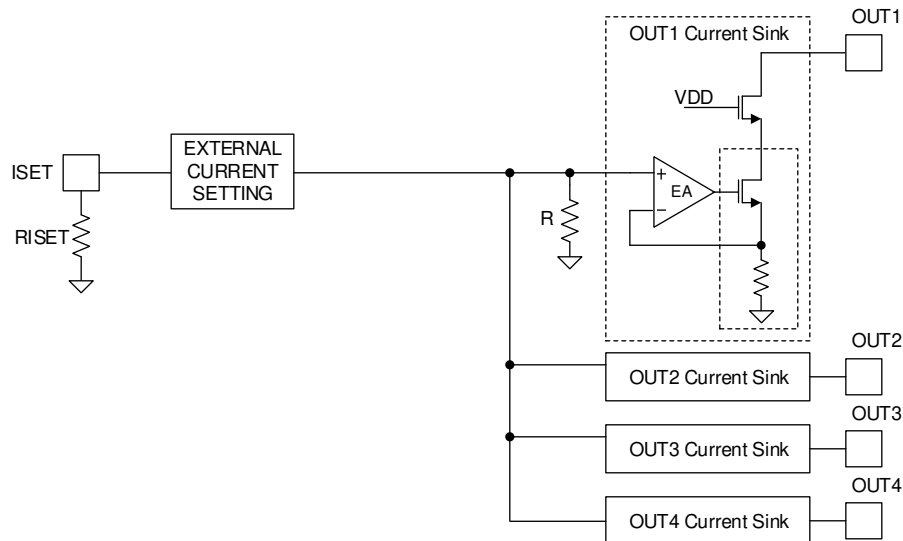 OUT1
OUT1 Current Sink
VDD
EXTERNAL
CURRENT
SETTING
ISET
+
EA
−
R
RISET
OUT2
OUT2 Current Sink
OUT3
OUT3 Current Sink
OUT4
OUT4 Current Sink